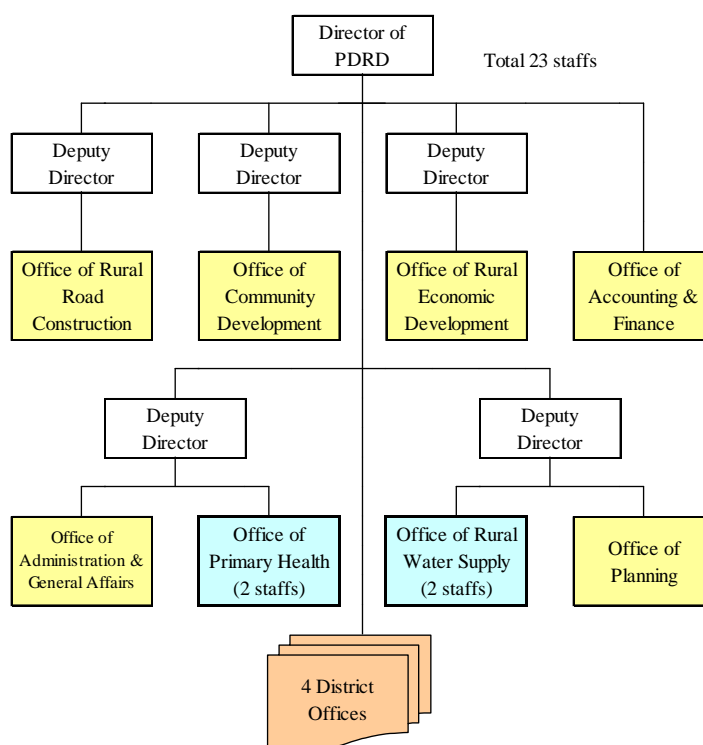 Director of
PDRD
Total 23 staffs
Deputy
Director
Deputy
Director
Deputy
Director
Office of Rural
Road
Construction
Office of
Community
Development
Office of Rural
Economic
Development
Office of
Accounting &
Finance
Deputy
Director
Deputy
Director
Office of
Administration &
General Affairs
Office of
Primary Health
(2 staffs)
Office of Rural
Water Supply
(2 staffs)
Office of
Planning
4 District
Offices